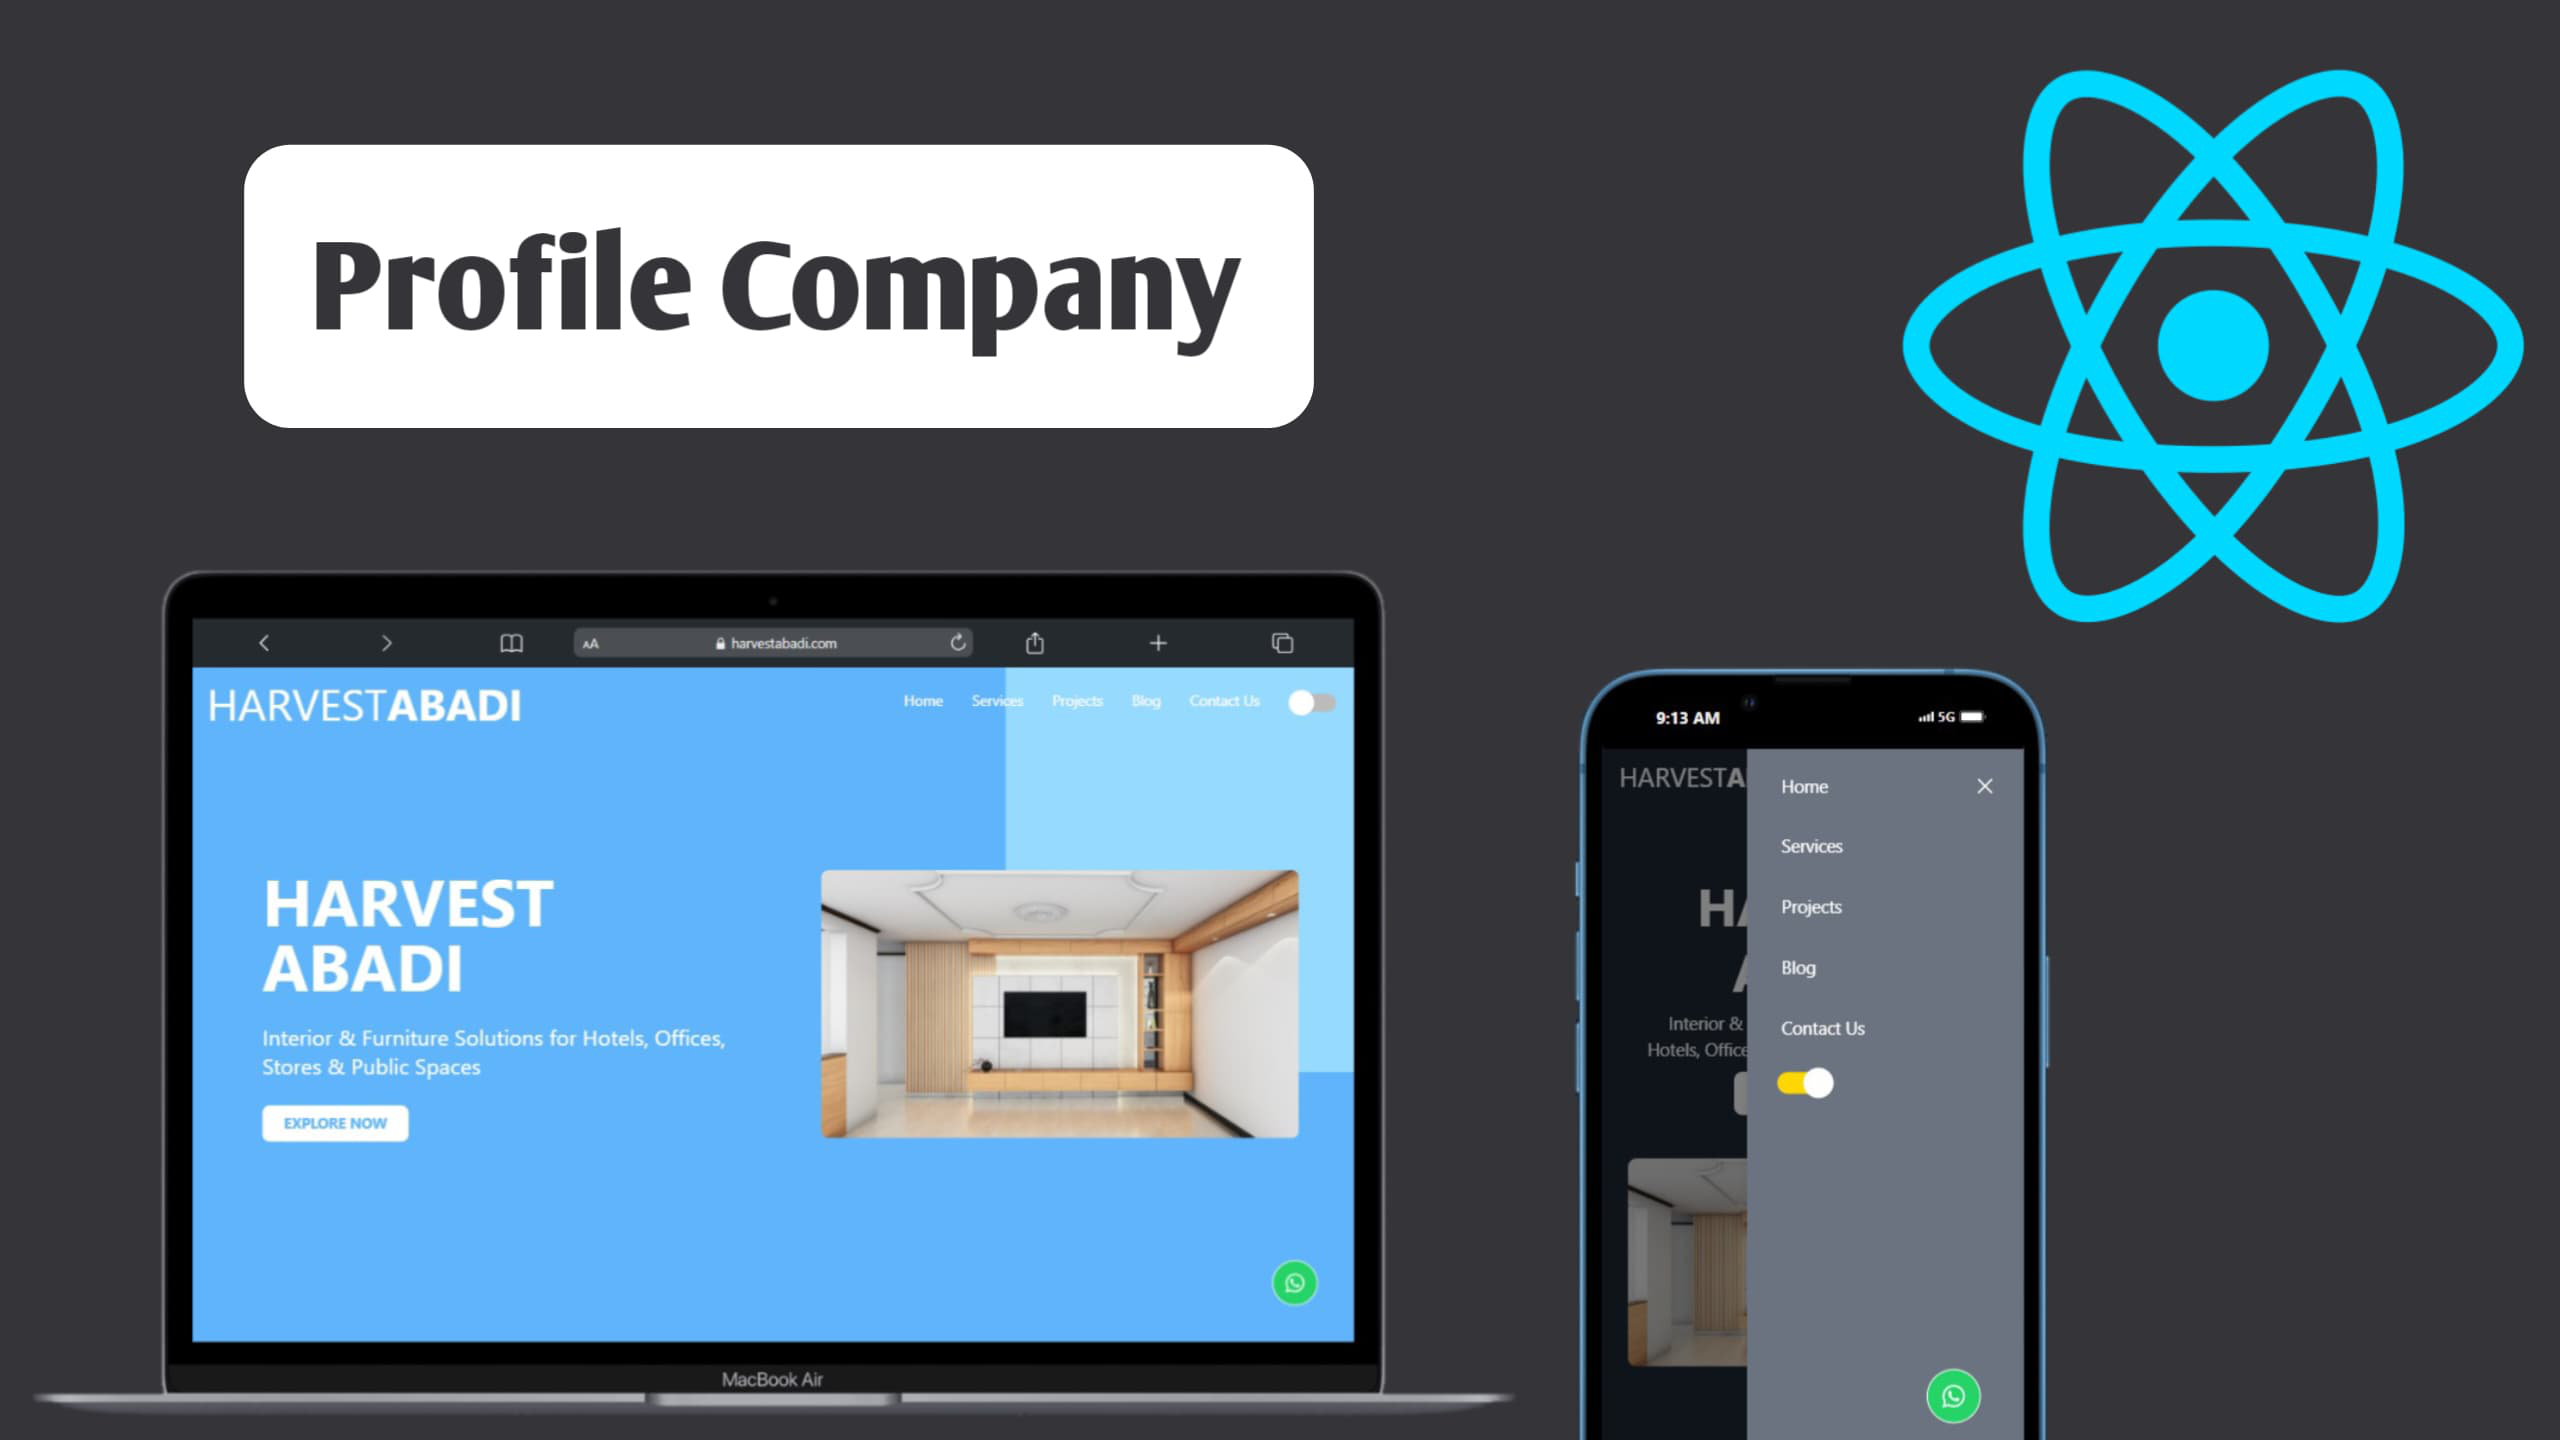 Profile Company
AA
harvestabadi.com
HARVESTABADI
Home
Services
Projects
Blog
Contact Us
HARVEST
ABADI
Interior & Furniture Solutions for Hotels, Offices,
Stores & Public Spaces
EXPLORE NOW
MacBook Air
9:13 AM
5G
HARVESTA
Home
Services
Projects
Blog
Contact Us
HA
A
Interior &
Hotels, Office